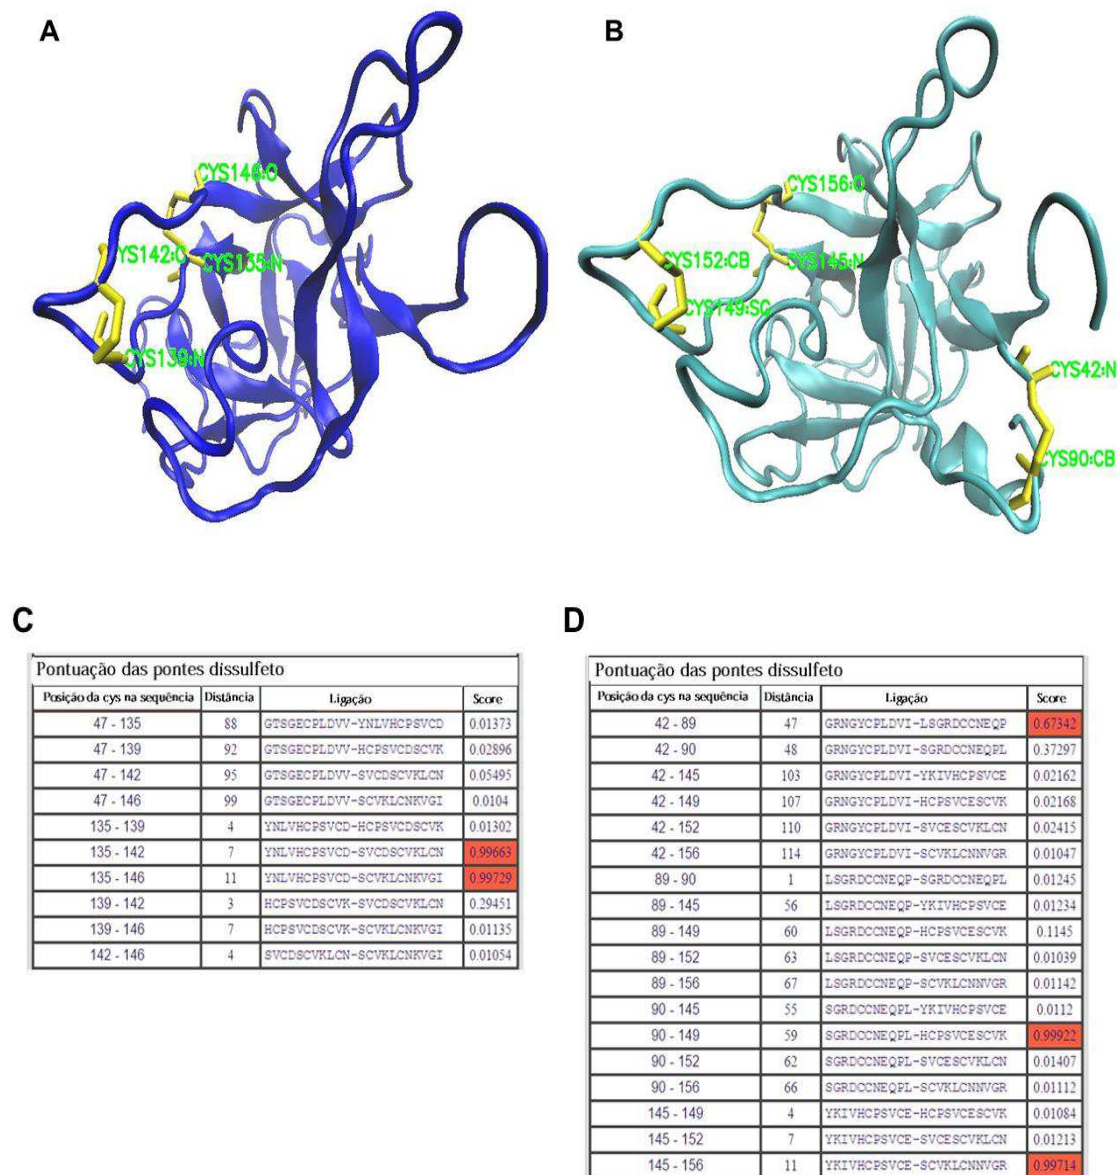 A
B
CYS146:O
YS142:O
CYS135:N
CYS139:N
CYS156:O
CYS152:CB
CYS145:N
CYS149:SG
CYS42:N
CYS90:CB
C
D
Pontuação das pontes dissulfeto
Posição da cys na sequência Distância Ligação Score
47 - 135 88 GTSGECPLDVV-YNLVHCPSVCD 0.01373
47 - 139 92 GTSGECPLDVV-HCPSVCDSCVK 0.02896
47 - 142 95 GTSGECPLDVV-SVCDSCVKLCN 0.05495
47 - 146 99 GTSGECPLDVV-SCVKLCNKVGI 0.0104
135 - 139 4 YNLVHCPSVCD-HCPSVCDSCVK 0.01302
135 - 142 7 YNLVHCPSVCD-SVCDSCVKLCN 0.99663
135 - 146 11 YNLVHCPSVCD-SCVKLCNKVGI 0.99729
139 - 142 3 HCPSVCDSCVK-SVCDSCVKLCN 0.29451
139 - 146 7 HCPSVCDSCVK-SCVKLCNKVGI 0.01135
142 - 146 4 SVCDSCVKLCN-SCVKLCNKVGI 0.01054
Pontuação das pontes dissulfeto
Posição da cys na sequência Distância Ligação Score
42 - 89 47 GRNGYCPLDVI-LSGRDCCNEQP 0.67342
42 - 90 48 GRNGYCPLDVI-SGRDCCNEQPL 0.37297
42 - 145 103 GRNGYCPLDVI-YKIVHCPSVCE 0.02162
42 - 149 107 GRNGYCPLDVI-HCPSVCESCVK 0.02168
42 - 152 110 GRNGYCPLDVI-SVCESCVKLCN 0.02415
42 - 156 114 GRNGYCPLDVI-SCVKLCNNVGR 0.01047
89 - 90 1 LSGRDCCNEQP-SGRDCCNEQPL 0.01245
89 - 145 56 LSGRDCCNEQP-YKIVHCPSVCE 0.01234
89 - 149 60 LSGRDCCNEQP-HCPSVCESCVK 0.1145
89 - 152 63 LSGRDCCNEQP-SVCESCVKLCN 0.01039
89 - 156 67 LSGRDCCNEQP-SCVKLCNNVGR 0.01142
90 - 145 55 SGRDCCNEQPL-YKIVHCPSVCE 0.0112
90 - 149 59 SGRDCCNEQPL-HCPSVCESCVK 0.99922
90 - 152 62 SGRDCCNEQPL-SVCESCVKLCN 0.01407
90 - 156 66 SGRDCCNEQPL-SCVKLCNNVGR 0.01112
145 - 149 4 YKIVHCPSVCE-HCPSVCESCVK 0.01084
145 - 152 7 YKIVHCPSVCE-SVCESCVKLCN 0.01213
145 - 156 11 YKIVHCPSVCE-SCVKLCNNVGR 0.99714